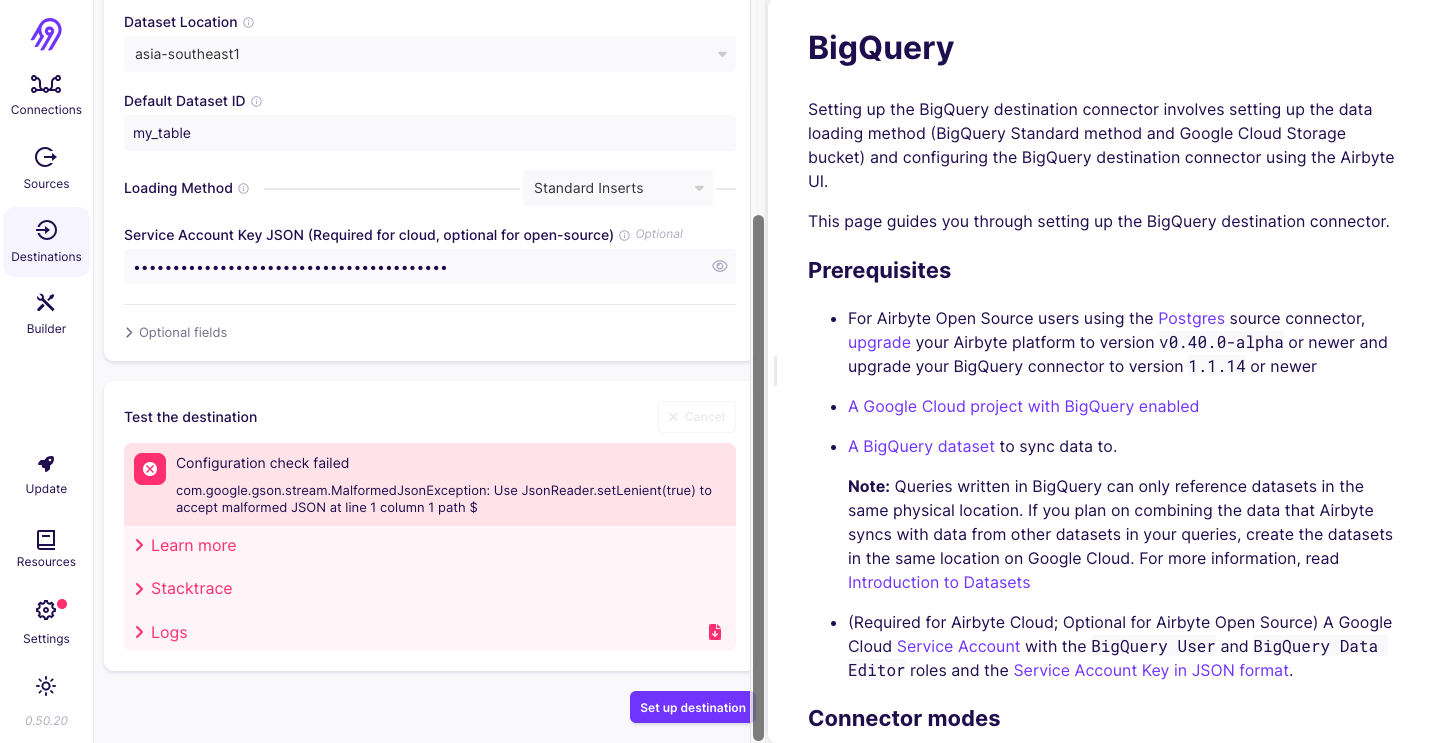 Connections
Sources
Destinations
Builder
Update
Resources
Settings
0.50.20
Dataset Location
asia-southeast1
Default Dataset ID
my_table
Loading Method
Standard Inserts
Service Account Key JSON (Required for cloud, optional for open-source) Optional
••••••••••••••••••••••••••••••••••••••••
Optional fields
Test the destination
Cancel
Configuration check failed
com.google.gson.stream.MalformedJsonException: Use JsonReader.setLenient(true) to
accept malformed JSON at line 1 column 1 path $
Learn more
Stacktrace
Logs
Set up destination
BigQuery
Setting up the BigQuery destination connector involves setting up the data
loading method (BigQuery Standard method and Google Cloud Storage
bucket) and configuring the BigQuery destination connector using the Airbyte
UI.
This page guides you through setting up the BigQuery destination connector.
Prerequisites
• For Airbyte Open Source users using the Postgres source connector,
upgrade your Airbyte platform to version v0.40.0-alpha or newer and
upgrade your BigQuery connector to version 1.1.14 or newer
• A Google Cloud project with BigQuery enabled
• A BigQuery dataset to sync data to.
Note: Queries written in BigQuery can only reference datasets in the
same physical location. If you plan on combining the data that Airbyte
syncs with data from other datasets in your queries, create the datasets
in the same location on Google Cloud. For more information, read
Introduction to Datasets
• (Required for Airbyte Cloud; Optional for Airbyte Open Source) A Google
Cloud Service Account with the BigQuery User and BigQuery Data
Editor roles and the Service Account Key in JSON format.
Connector modes